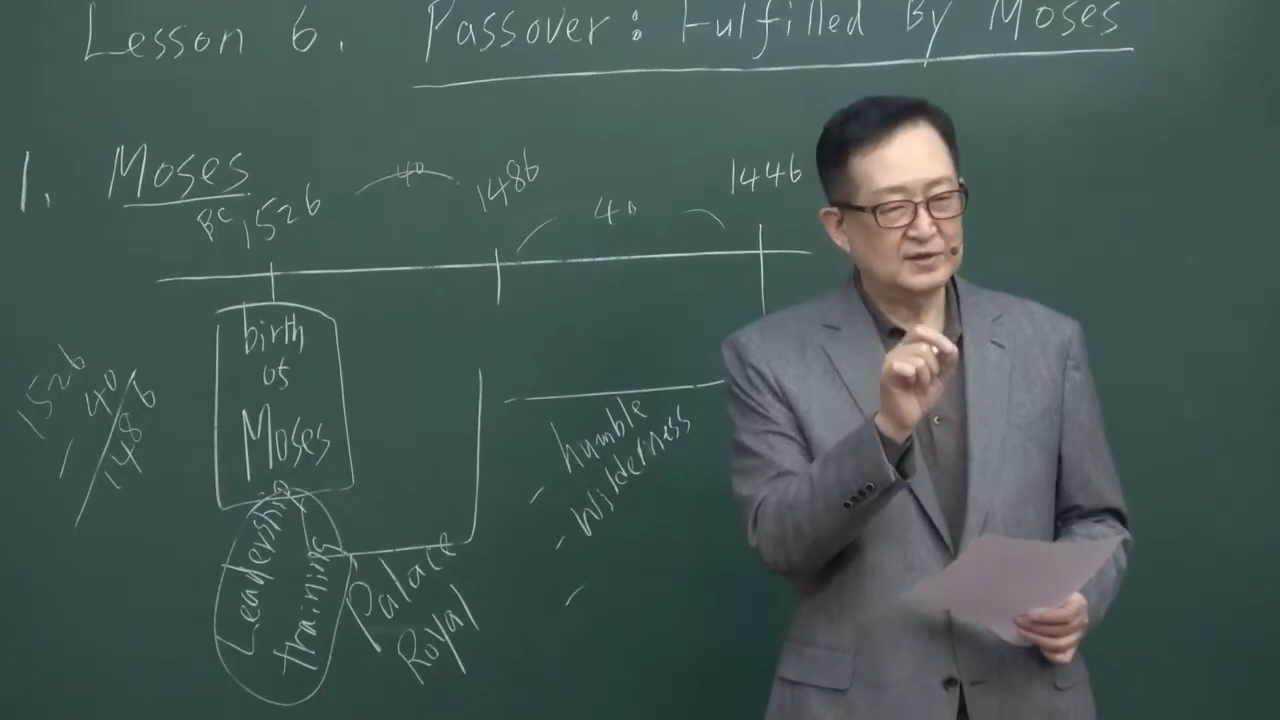 Lesson 6. Passover: Fulfilled By Moses
1. Moses
BC 1526
40
1486
40
1446
birth
of
Moses
1526
40
1486
Leadership
training
Palace
Royal
- humble
- wilderness
-